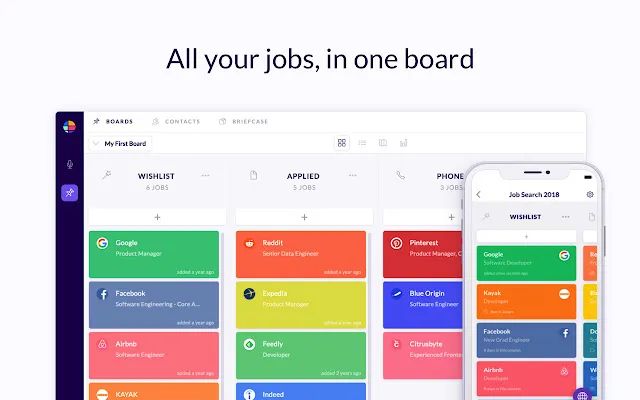 All your jobs, in one board
BOARDS CONTACTS BRIEFCASE
My First Board
WISHLIST
6 JOBS
APPLIED
5 JOBS
PHONE
3 JOBS
+
+
Google
Product Manager
added a year ago
Facebook
Software Engineering - Core A...
added a year ago
Airbnb
Software Engineer
added a year ago
KAYAK
Reddit
Senior Data Engineer
added a year ago
Expedia
Product Manager
added a year ago
Feedly
Developer
added 2 years ago
Indeed
Pinterest
Product Manager, C
Blue Origin
Software Engineer
Citrusbyte
Experienced Fronte
Job Search 2018
WISHLIST
+
Google
Software Developer
Kayak
Developer
Facebook
New Grad Engineer
Airbnb
Developer